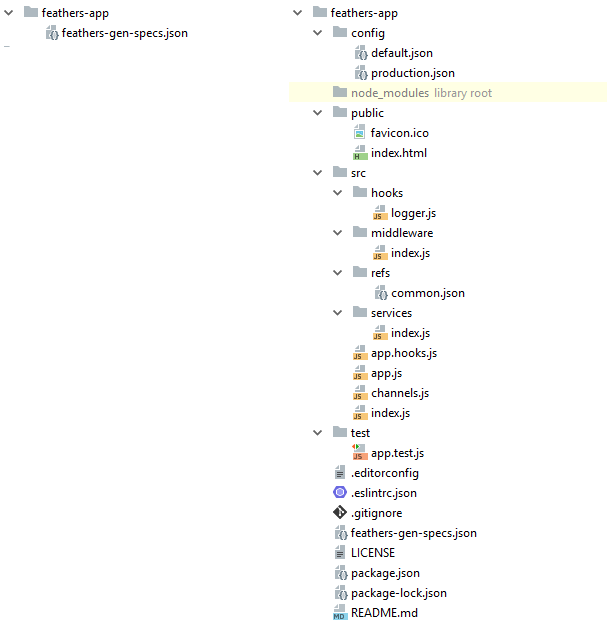 feathers-app
feathers-gen-specs.json
feathers-app
config
default.json
production.json
node_modules library root
public
favicon.ico
index.html
src
hooks
logger.js
middleware
index.js
refs
common.json
services
index.js
app.hooks.js
app.js
channels.js
index.js
test
app.test.js
.editorconfig
.eslintrc.json
.gitignore
feathers-gen-specs.json
LICENSE
package.json
package-lock.json
README.md